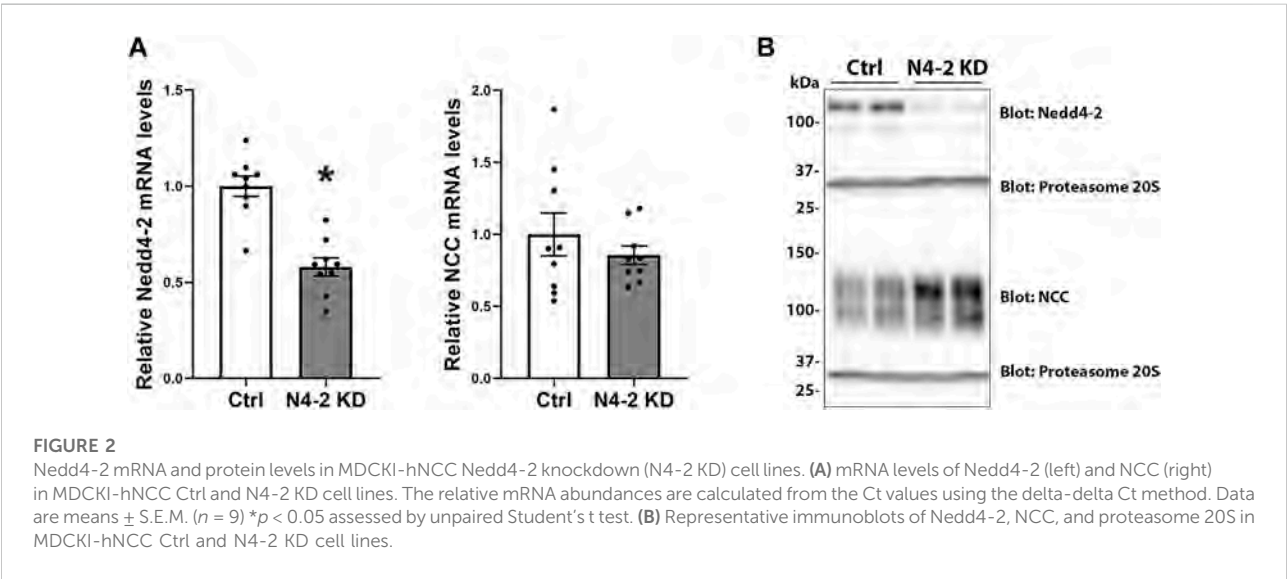 A
Relative Nedd4-2 mRNA levels
1.5
1.0
0.5
0.0
*
Ctrl N4-2 KD
Relative NCC mRNA levels
2.0
1.5
1.0
0.5
0.0
Ctrl N4-2 KD
B
Ctrl N4-2 KD
kDa
100-
Blot: Nedd4-2
37-
Blot: Proteasome 20S
25-
150-
Blot: NCC
100-
37-
Blot: Proteasome 20S
25-
FIGURE 2
Nedd4-2 mRNA and protein levels in MDCKI-hNCC Nedd4-2 knockdown (N4-2 KD) cell lines. (A) mRNA levels of Nedd4-2 (left) and NCC (right)
in MDCKI-hNCC Ctrl and N4-2 KD cell lines. The relative mRNA abundances are calculated from the Ct values using the delta-delta Ct method. Data
are means ± S.E.M. (n = 9) *p < 0.05 assessed by unpaired Student's t test. (B) Representative immunoblots of Nedd4-2, NCC, and proteasome 20S in
MDCKI-hNCC Ctrl and N4-2 KD cell lines.